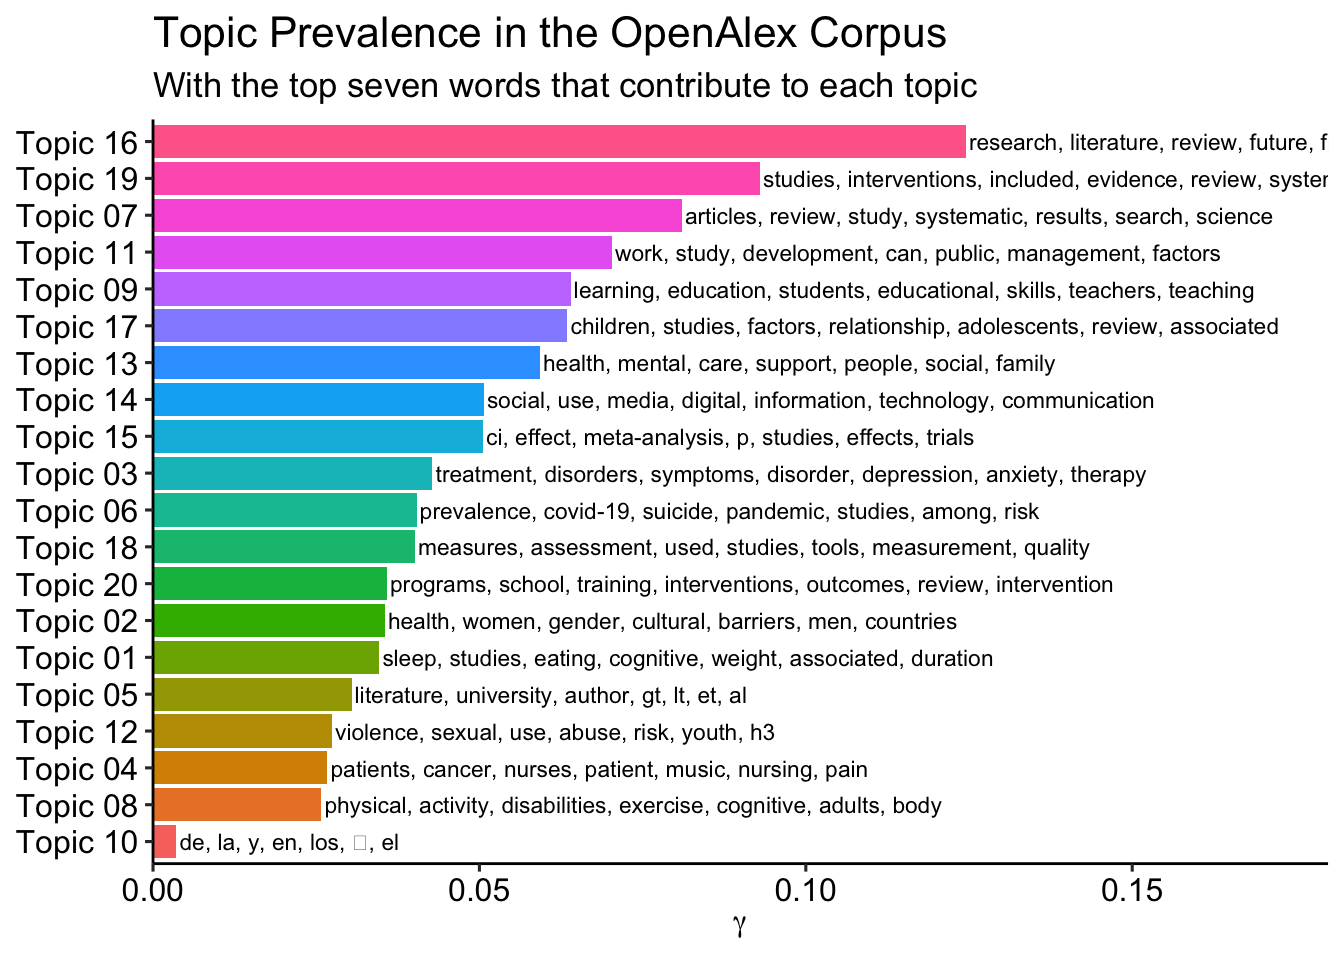 Topic Prevalence in the OpenAlex Corpus
With the top seven words that contribute to each topic
Topic 16 research, literature, review, future, f
Topic 19 studies, interventions, included, evidence, review, system
Topic 07 articles, review, study, systematic, results, search, science
Topic 11 work, study, development, can, public, management, factors
Topic 09 learning, education, students, educational, skills, teachers, teaching
Topic 17 children, studies, factors, relationship, adolescents, review, associated
Topic 13 health, mental, care, support, people, social, family
Topic 14 social, use, media, digital, information, technology, communication
Topic 15 ci, effect, meta-analysis, p, studies, effects, trials
Topic 03 treatment, disorders, symptoms, disorder, depression, anxiety, therapy
Topic 06 prevalence, covid-19, suicide, pandemic, studies, among, risk
Topic 18 measures, assessment, used, studies, tools, measurement, quality
Topic 20 programs, school, training, interventions, outcomes, review, intervention
Topic 02 health, women, gender, cultural, barriers, men, countries
Topic 01 sleep, studies, eating, cognitive, weight, associated, duration
Topic 05 literature, university, author, gt, lt, et, al
Topic 12 violence, sexual, use, abuse, risk, youth, h3
Topic 04 patients, cancer, nurses, patient, music, nursing, pain
Topic 08 physical, activity, disabilities, exercise, cognitive, adults, body
Topic 10 de, la, y, en, los, □, el
0.00 0.05 0.10 0.15
γ